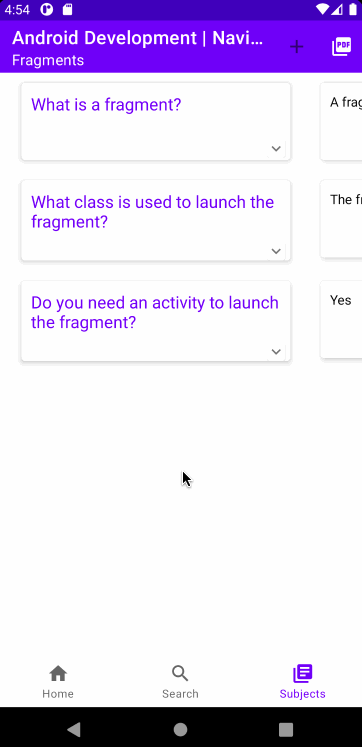 4:54
Android Development | Navi...
Fragments
PDF
What is a fragment?
A frag
What class is used to launch the
fragment?
The f
Do you need an activity to launch
the fragment?
Yes
Home
Search
Subjects